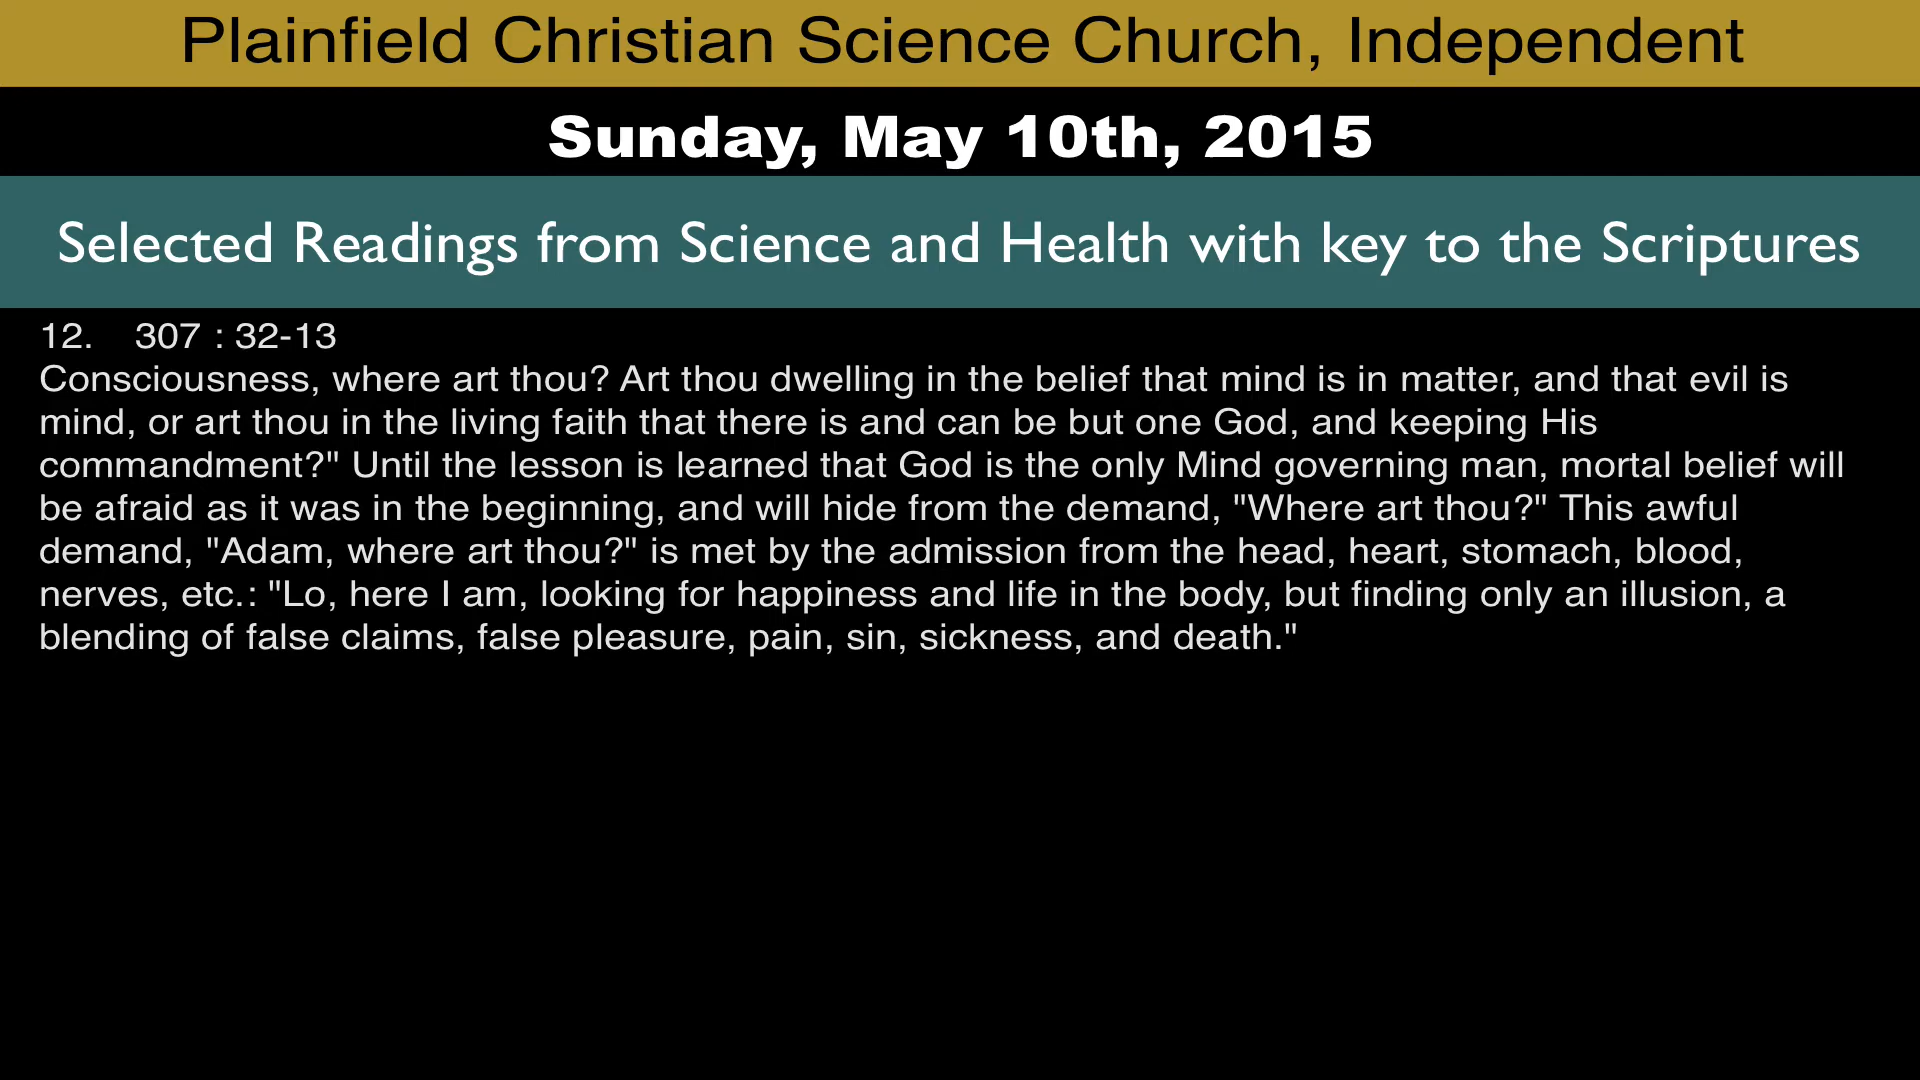 Plainfield Christian Science Church, Independent
Sunday, May 10th, 2015
Selected Readings from Science and Health with key to the Scriptures
12. 307 : 32-13
Consciousness, where art thou? Art thou dwelling in the belief that mind is in matter, and that evil is
mind, or art thou in the living faith that there is and can be but one God, and keeping His
commandment?" Until the lesson is learned that God is the only Mind governing man, mortal belief will
be afraid as it was in the beginning, and will hide from the demand, "Where art thou?" This awful
demand, "Adam, where art thou?" is met by the admission from the head, heart, stomach, blood,
nerves, etc.: "Lo, here I am, looking for happiness and life in the body, but finding only an illusion, a
blending of false claims, false pleasure, pain, sin, sickness, and death."